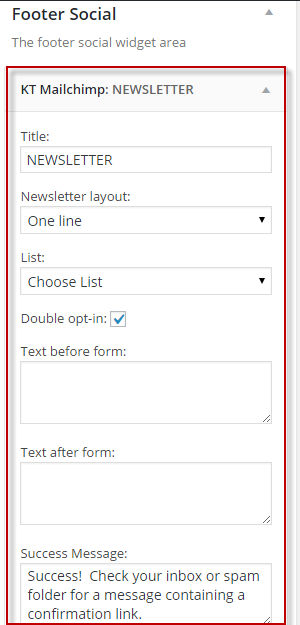 Footer Social
The footer social widget area
KT Mailchimp: NEWSLETTER
Title:
NEWSLETTER
Newsletter layout:
One line
List:
Choose List
Double opt-in:
Text before form:
Text after form:
Success Message:
Success!  Check your inbox or spam
folder for a message containing a
confirmation link.